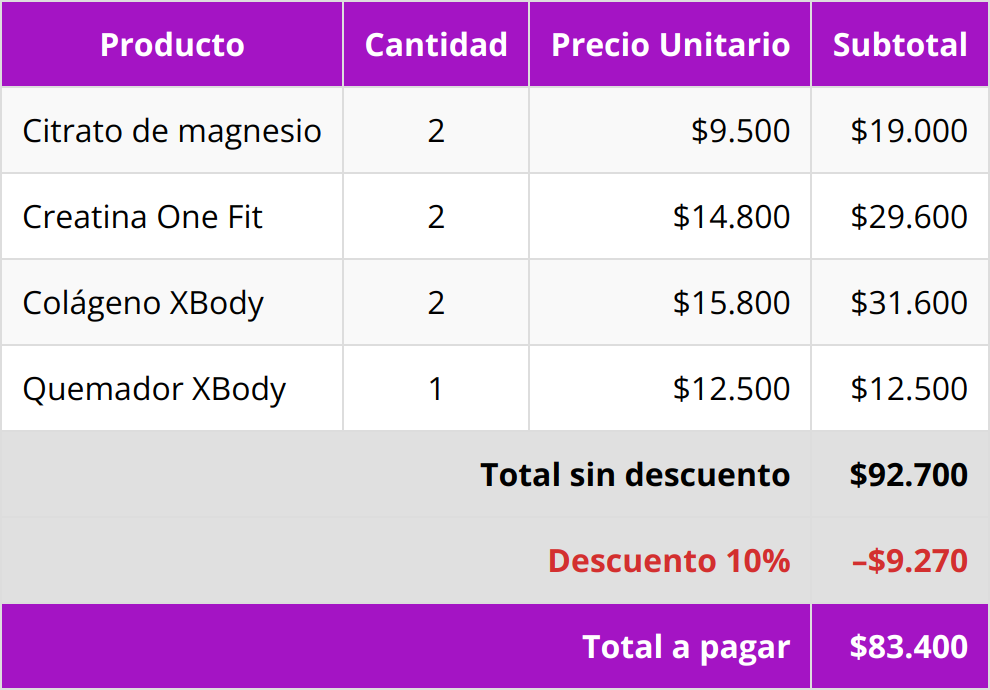 Producto Cantidad Precio Unitario Subtotal
Citrato de magnesio 2 $9.500 $19.000
Creatina One Fit 2 $14.800 $29.600
Colágeno XBody 2 $15.800 $31.600
Quemador XBody 1 $12.500 $12.500
Total sin descuento $92.700
Descuento 10% –$9.270
Total a pagar $83.400